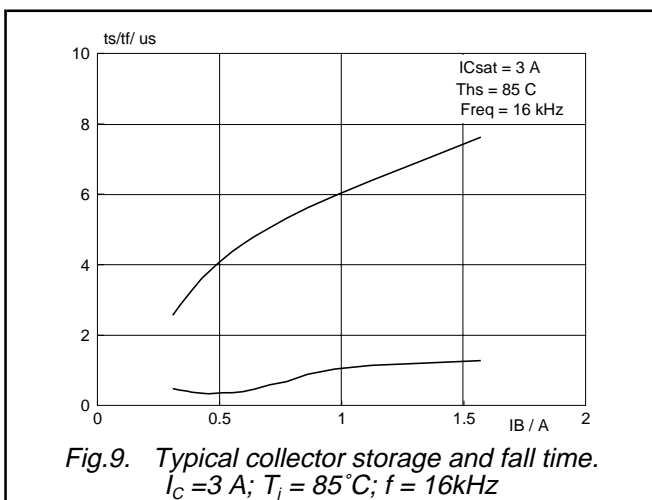 ts/tf/ us
10
8
6
4
2
0
ICsat = 3 A
Ths = 85 C
Freq = 16 kHz
0
0.5
1
1.5
2
IB / A
Fig.9. Typical collector storage and fall time.
IC =3 A; Tj = 85˚C; f = 16kHz